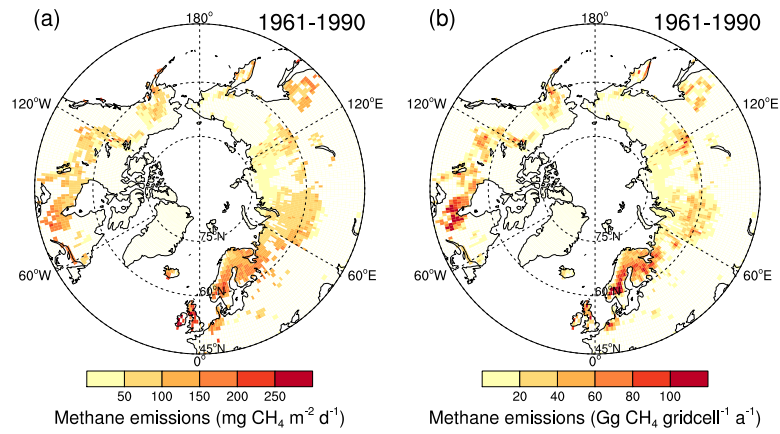 (a) 1961-1990
180°
120°W 120°E
75°N
60°W 60°E
60°N
45°N
0°
50 100 150 200 250
Methane emissions (mg CH₄ m⁻² d⁻¹)
(b) 1961-1990
180°
120°W 120°E
75°N
60°W 60°E
60°N
45°N
0°
20 40 60 80 100
Methane emissions (Gg CH₄ gridcell⁻¹ a⁻¹)